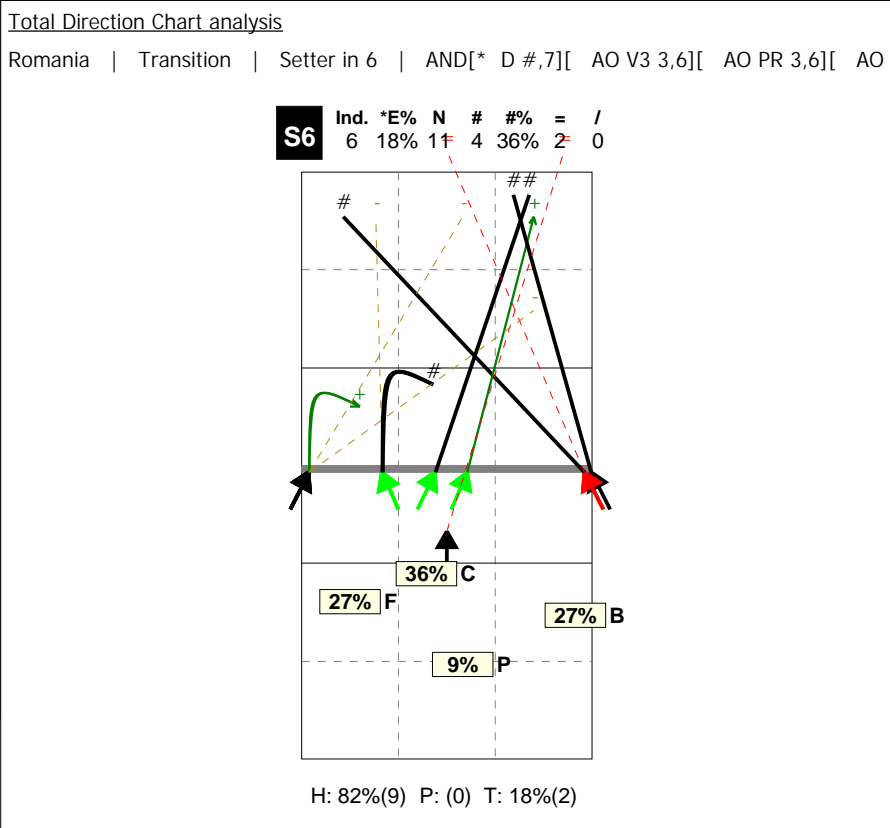 Total Direction Chart analysis
Romania | Transition | Setter in 6 | AND[* D #,7][ AO V3 3,6][ AO PR 3,6][ AO
S6
Ind. *E% N # #% = /
6 18% 11 4 36% 2 0
= =
# - - ## +
-
#
+
36% C
27% F
27% B
9% P
H: 82%(9) P: (0) T: 18%(2)